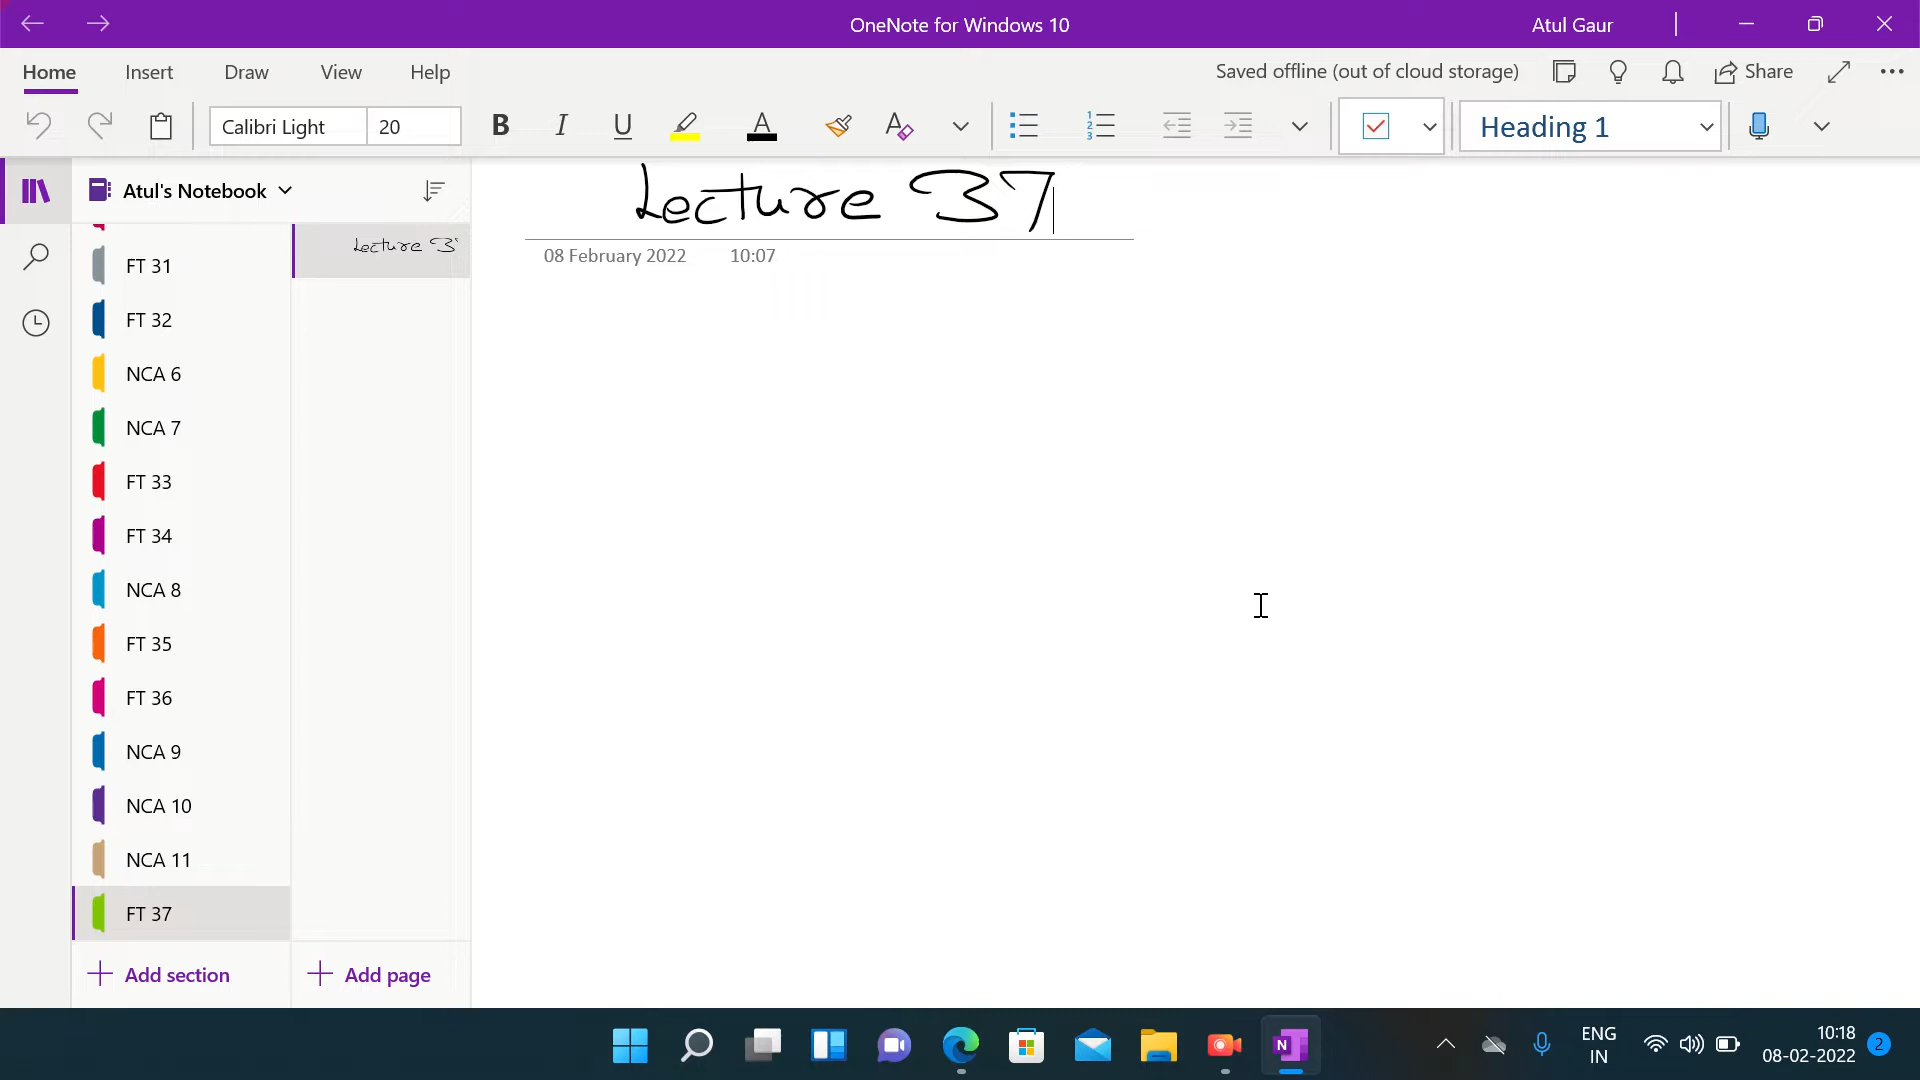 OneNote for Windows 10
Atul Gaur
Home Insert Draw View Help
Saved offline (out of cloud storage)
Share
Calibri Light 20
B I U A A
Heading 1
Atul's Notebook
Lecture 37
08 February 2022 10:07
Lecture 3
FT 31
FT 32
NCA 6
NCA 7
FT 33
FT 34
NCA 8
FT 35
FT 36
NCA 9
NCA 10
NCA 11
FT 37
Add section
Add page
N
ENG
IN
10:18
08-02-2022
2